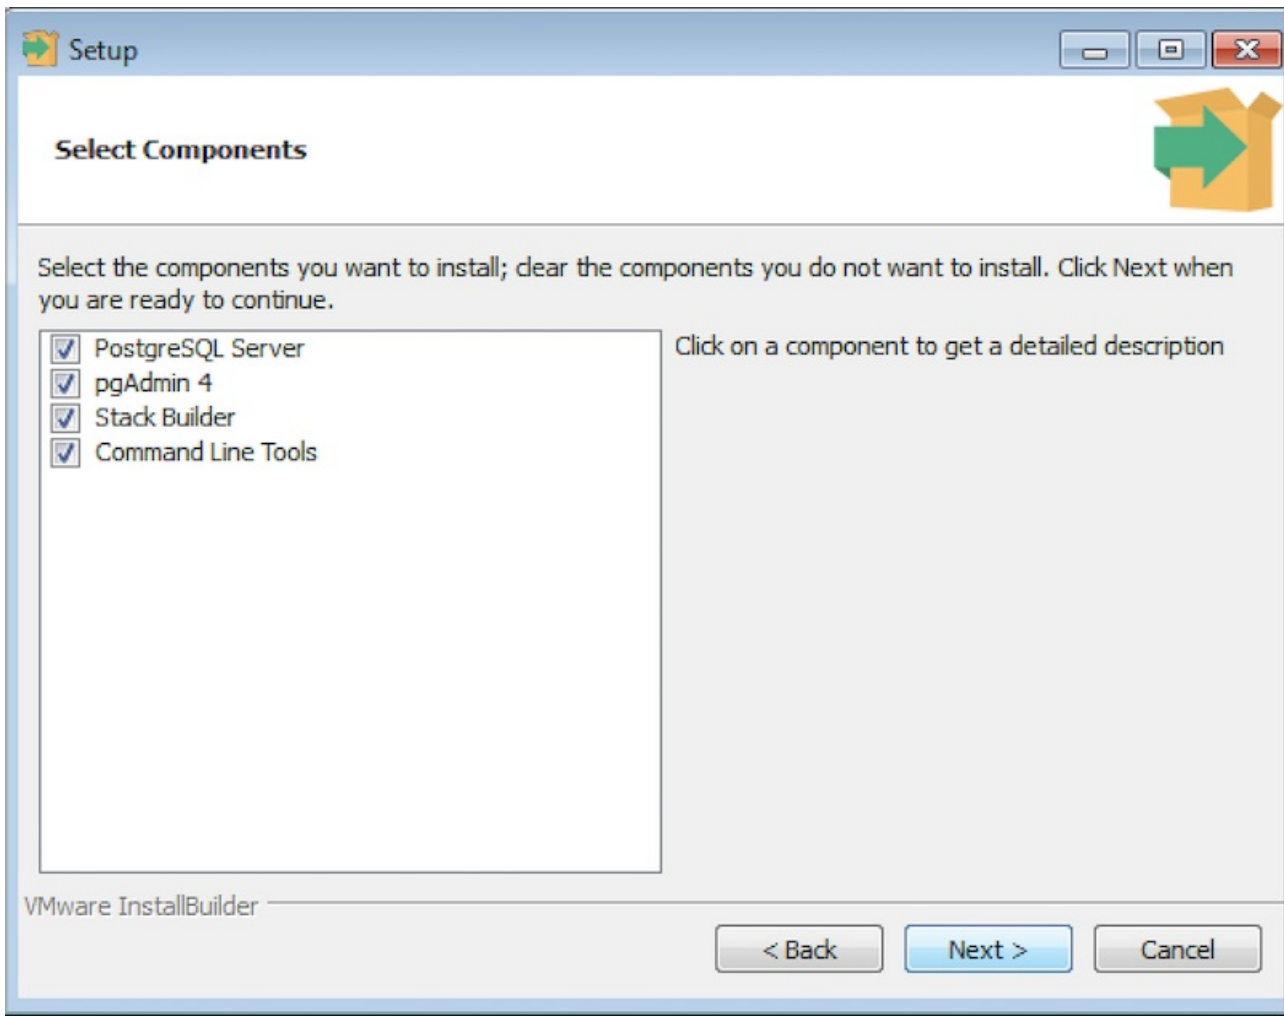 Setup
Select Components
Select the components you want to install; clear the components you do not want to install. Click Next when
you are ready to continue.
PostgreSQL Server
pgAdmin 4
Stack Builder
Command Line Tools
Click on a component to get a detailed description
VMware InstallBuilder
< Back
Next >
Cancel